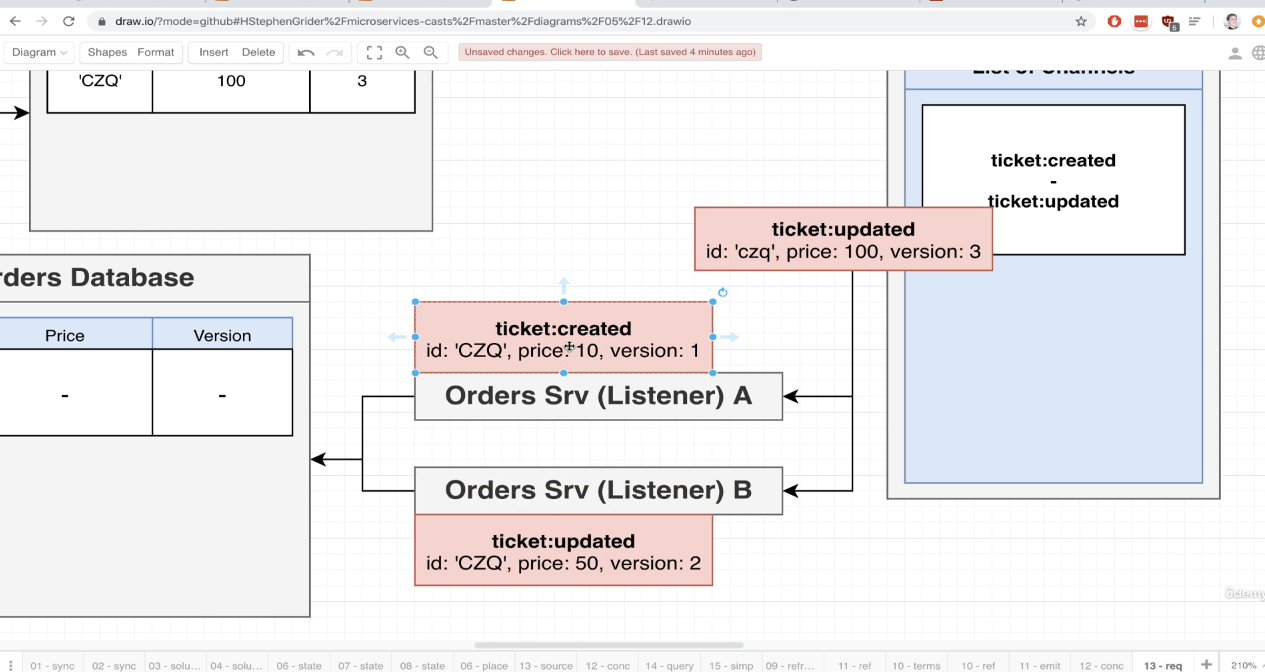 draw.io/?mode=github#HStephenGrider%2Fmicroservices-casts%2Fmaster%2Fdiagrams%2F05%2F12.drawio
Diagram Shapes Format Insert Delete Unsaved changes. Click here to save. (Last saved 4 minutes ago)
'CZQ' 100 3
List of Channels
ticket:created
-
ticket:updated
ticket:updated
id: 'czq', price: 100, version: 3
rders Database
Price Version
- -
ticket:created
id: 'CZQ', price: 10, version: 1
Orders Srv (Listener) A
Orders Srv (Listener) B
ticket:updated
id: 'CZQ', price: 50, version: 2
ûdemy
01 - sync 02 - sync 03 - solu... 04 - solu... 06 - state 07 - state 08 - state 06 - place 13 - source 12 - conc 14 - query 15 - simp 09 - refr... 11 - ref 10 - terms 10 - ref 11 - emit 12 - conc 13 - req 210%